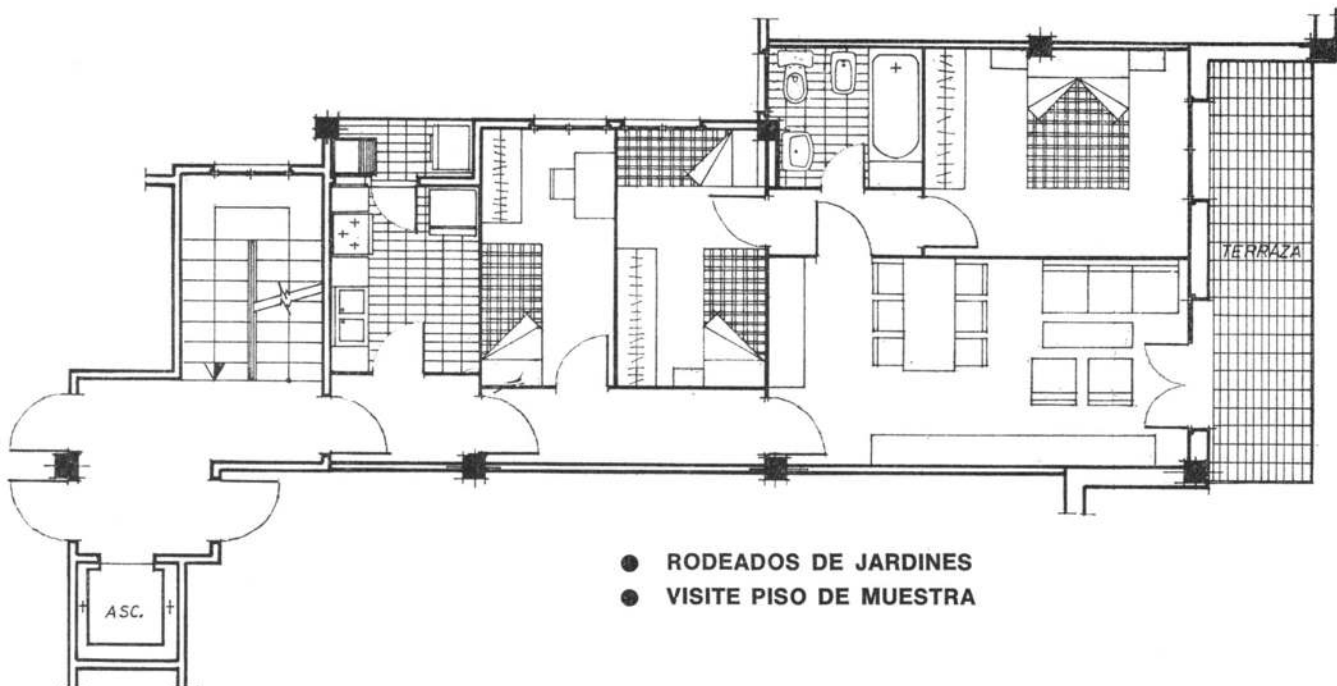 TERRAZA
ASC.
● RODEADOS DE JARDINES
● VISITE PISO DE MUESTRA